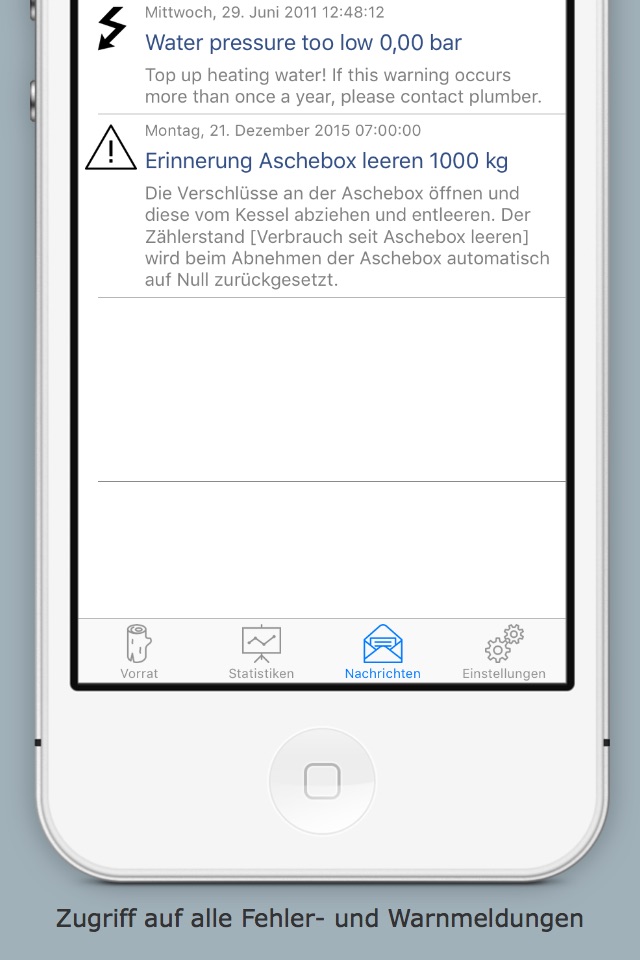 Mittwoch, 29. Juni 2011 12:48:12
Water pressure too low 0,00 bar
Top up heating water! If this warning occurs
more than once a year, please contact plumber.
Montag, 21. Dezember 2015 07:00:00
Erinnerung Aschebox leeren 1000 kg
Die Verschlüsse an der Aschebox öffnen und
diese vom Kessel abziehen und entleeren. Der
Zählerstand [Verbrauch seit Aschebox leeren]
wird beim Abnehmen der Aschebox automatisch
auf Null zurückgesetzt.
Vorrat
Statistiken
Nachrichten
Einstellungen
Zugriff auf alle Fehler- und Warnmeldungen